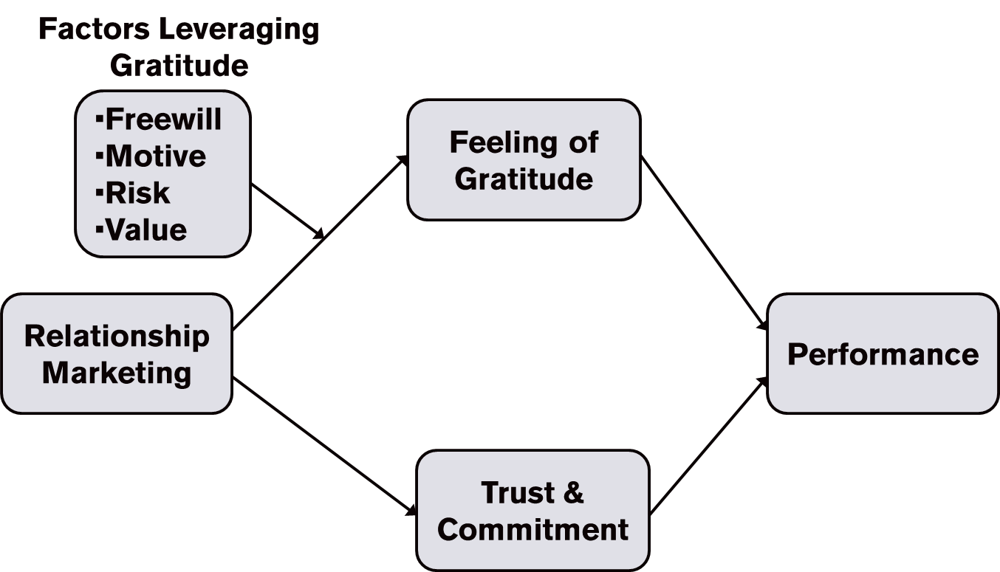 Factors Leveraging
Gratitude
▪Freewill
▪Motive
▪Risk
▪Value
Feeling of
Gratitude
Relationship
Marketing
Performance
Trust &
Commitment